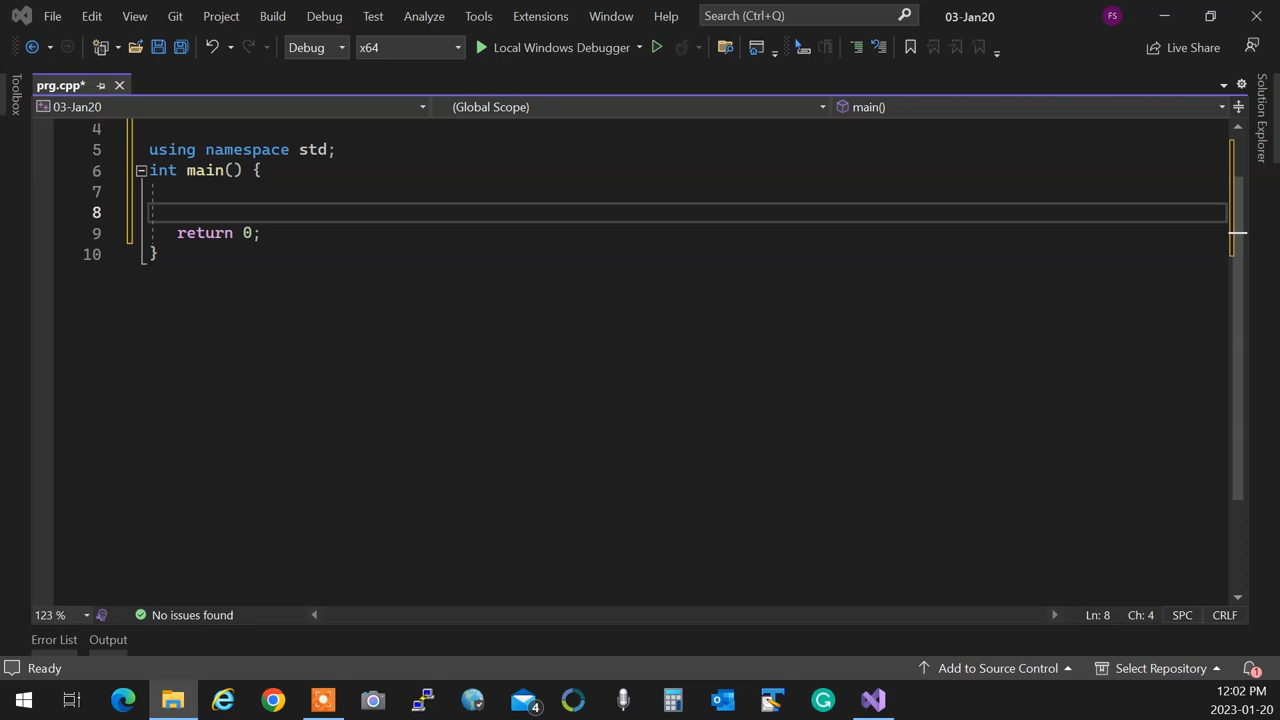 File Edit View Git Project Build Debug Test Analyze Tools Extensions Window Help Search (Ctrl+Q) 03-Jan20 FS
Debug x64 Local Windows Debugger Live Share
prg.cpp*
Toolbox
03-Jan20 (Global Scope) main()
Solution Explorer
4
5 using namespace std;
6 int main() {
7
8
9 return 0;
10 }
123 % No issues found Ln: 8 Ch: 4 SPC CRLF
Error List Output
Ready Add to Source Control Select Repository 1
4
12:02 PM
2023-01-20